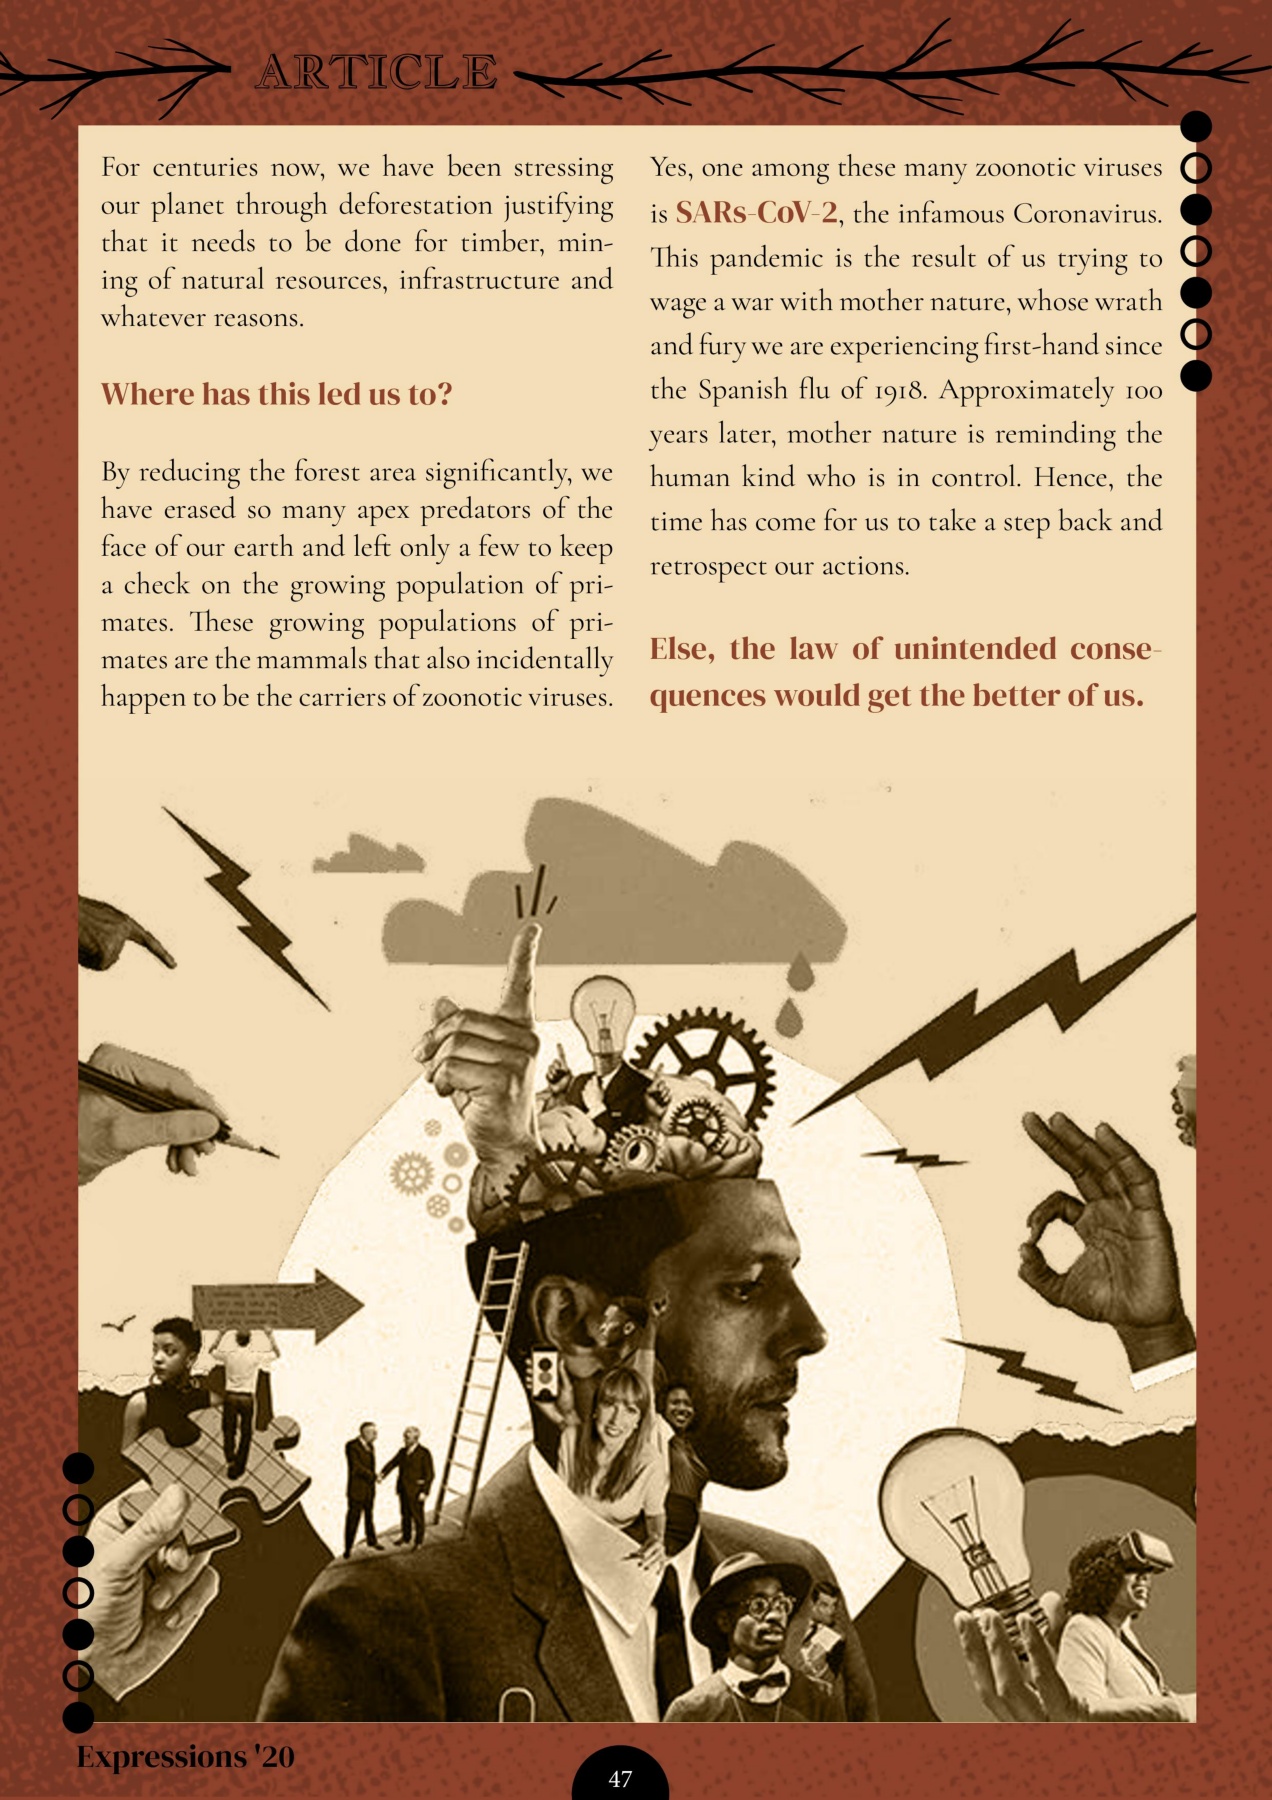 ARTICLE
For centuries now, we have been stressing
our planet through deforestation justifying
that it needs to be done for timber, min-
ing of natural resources, infrastructure and
whatever reasons.
Where has this led us to?
By reducing the forest area significantly, we
have erased so many apex predators of the
face of our earth and left only a few to keep
a check on the growing population of pri-
mates. These growing populations of pri-
mates are the mammals that also incidentally
happen to be the carriers of zoonotic viruses.
Yes, one among these many zoonotic viruses
is SARs-CoV-2, the infamous Coronavirus.
This pandemic is the result of us trying to
wage a war with mother nature, whose wrath
and fury we are experiencing first-hand since
the Spanish flu of 1918. Approximately 100
years later, mother nature is reminding the
human kind who is in control. Hence, the
time has come for us to take a step back and
retrospect our actions.
Else, the law of unintended conse-
quences would get the better of us.
Expressions '20
47